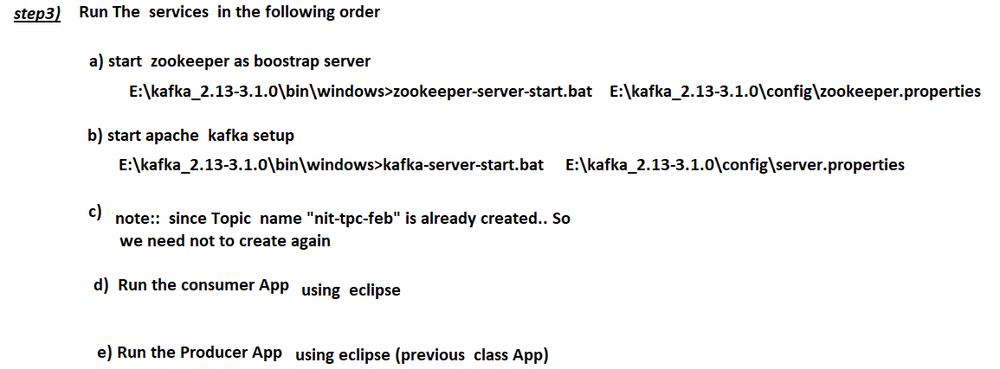 step3) Run The services in the following order
a) start zookeeper as boostrap server
E:\kafka_2.13-3.1.0\bin\windows>zookeeper-server-start.bat E:\kafka_2.13-3.1.0\config\zookeeper.properties
b) start apache kafka setup
E:\kafka_2.13-3.1.0\bin\windows>kafka-server-start.bat E:\kafka_2.13-3.1.0\config\server.properties
c) note:: since Topic name "nit-tpc-feb" is already created.. So
we need not to create again
d) Run the consumer App using eclipse
e) Run the Producer App using eclipse (previous class App)